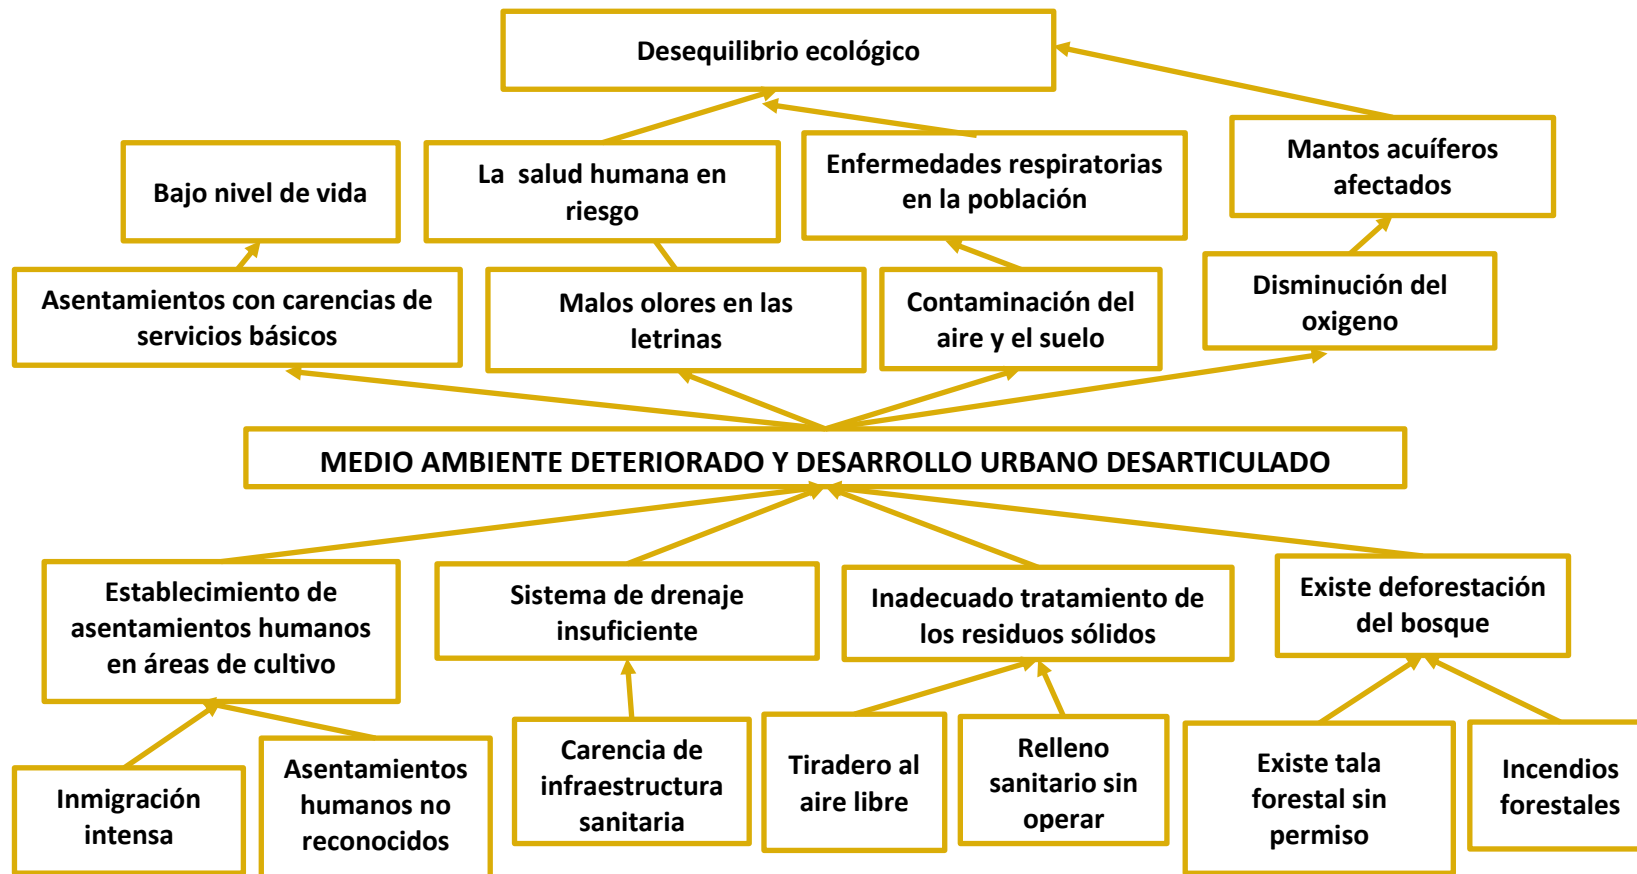 Desequilibrio ecológico
Bajo nivel de vida
La salud humana en
riesgo
Enfermedades respiratorias
en la población
Mantos acuíferos
afectados
Asentamientos con carencias de
servicios básicos
Malos olores en las
letrinas
Contaminación del
aire y el suelo
Disminución del
oxigeno
MEDIO AMBIENTE DETERIORADO Y DESARROLLO URBANO DESARTICULADO
Establecimiento de
asentamientos humanos
en áreas de cultivo
Sistema de drenaje
insuficiente
Inadecuado tratamiento de
los residuos sólidos
Existe deforestación
del bosque
Inmigración
intensa
Asentamientos
humanos no
reconocidos
Carencia de
infraestructura
sanitaria
Tiradero al
aire libre
Relleno
sanitario sin
operar
Existe tala
forestal sin
permiso
Incendios
forestales